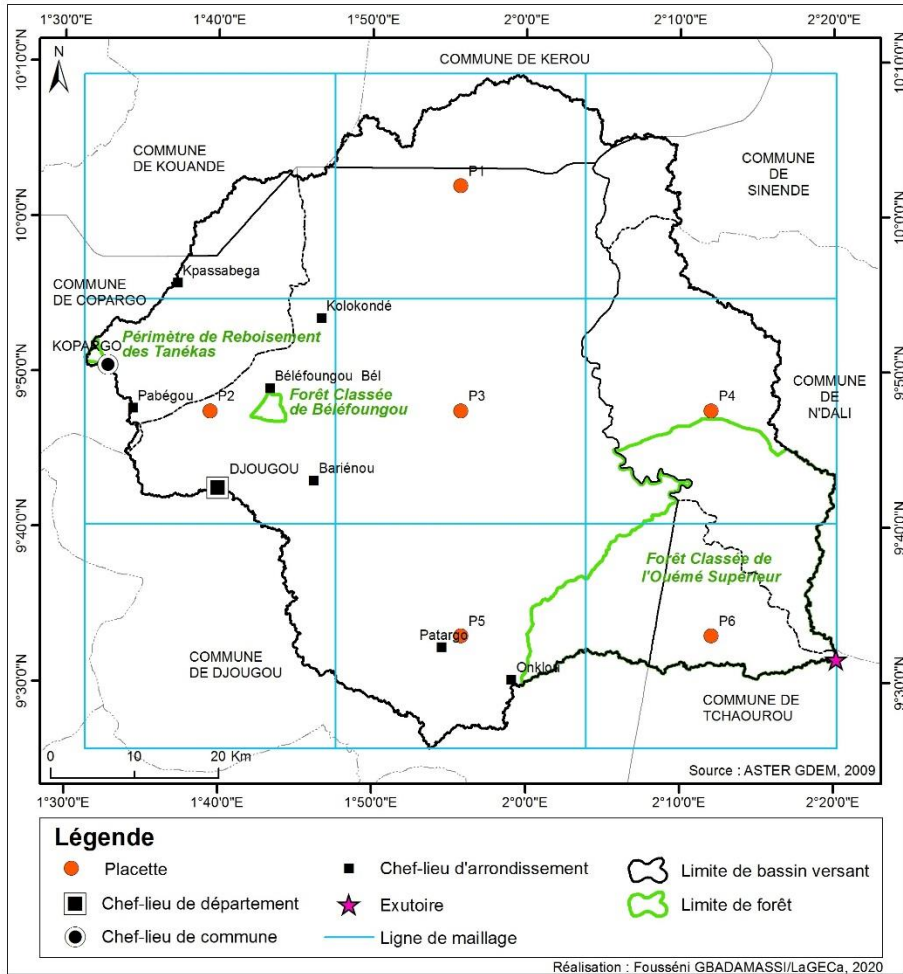 1°30'0"E 1°40'0"E 1°50'0"E 2°0'0"E 2°10'0"E 2°20'0"E
10°10'0"N 10°10'0"N
N
COMMUNE DE KEROU
COMMUNE
DE KOUANDE
COMMUNE
DE
SINENDE
P1
10°0'0"N 10°0'0"N
Kpassabega
COMMUNE
DE COPARGO
Kolokondé
KOPARGO
Périmètre de Reboisement
des Tanékas
9°50'0"N 9°50'0"N
Béléfoungou Bél
COMMUNE
DE
N'DALI
Pabégou
P2
Forêt Classée
de Béléfoungou
P3
P4
DJOUGOU
Bariénou
9°40'0"N 9°40'0"N
Forêt Classée de
l'Ouémé Supérieur
P5
P6
Patargo
COMMUNE
DE DJOUGOU
Onklou
9°30'0"N 9°30'0"N
COMMUNE DE
TCHAOUROU
0 10 20 Km
Source : ASTER GDEM, 2009
1°30'0"E 1°40'0"E 1°50'0"E 2°0'0"E 2°10'0"E 2°20'0"E
Légende
Placette
Chef-lieu d'arrondissement
Limite de bassin versant
Chef-lieu de département
Exutoire
Limite de forêt
Chef-lieu de commune
Ligne de maillage
Réalisation : Fousséni GBADAMASSI/LaGECa, 2020